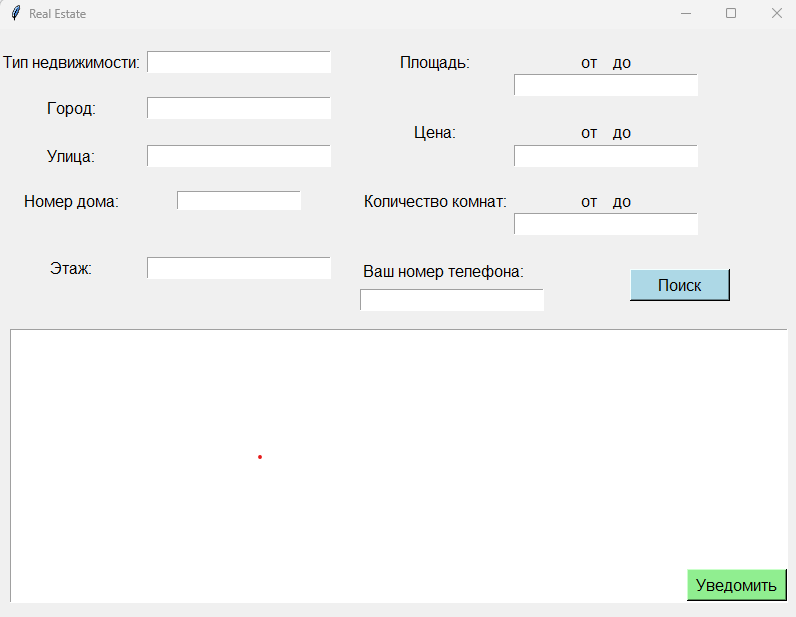 Real Estate
Тип недвижимости:
Площадь: от до
Город:
Цена: от до
Улица:
Номер дома:
Количество комнат: от до
Этаж:
Ваш номер телефона:
Поиск
Уведомить